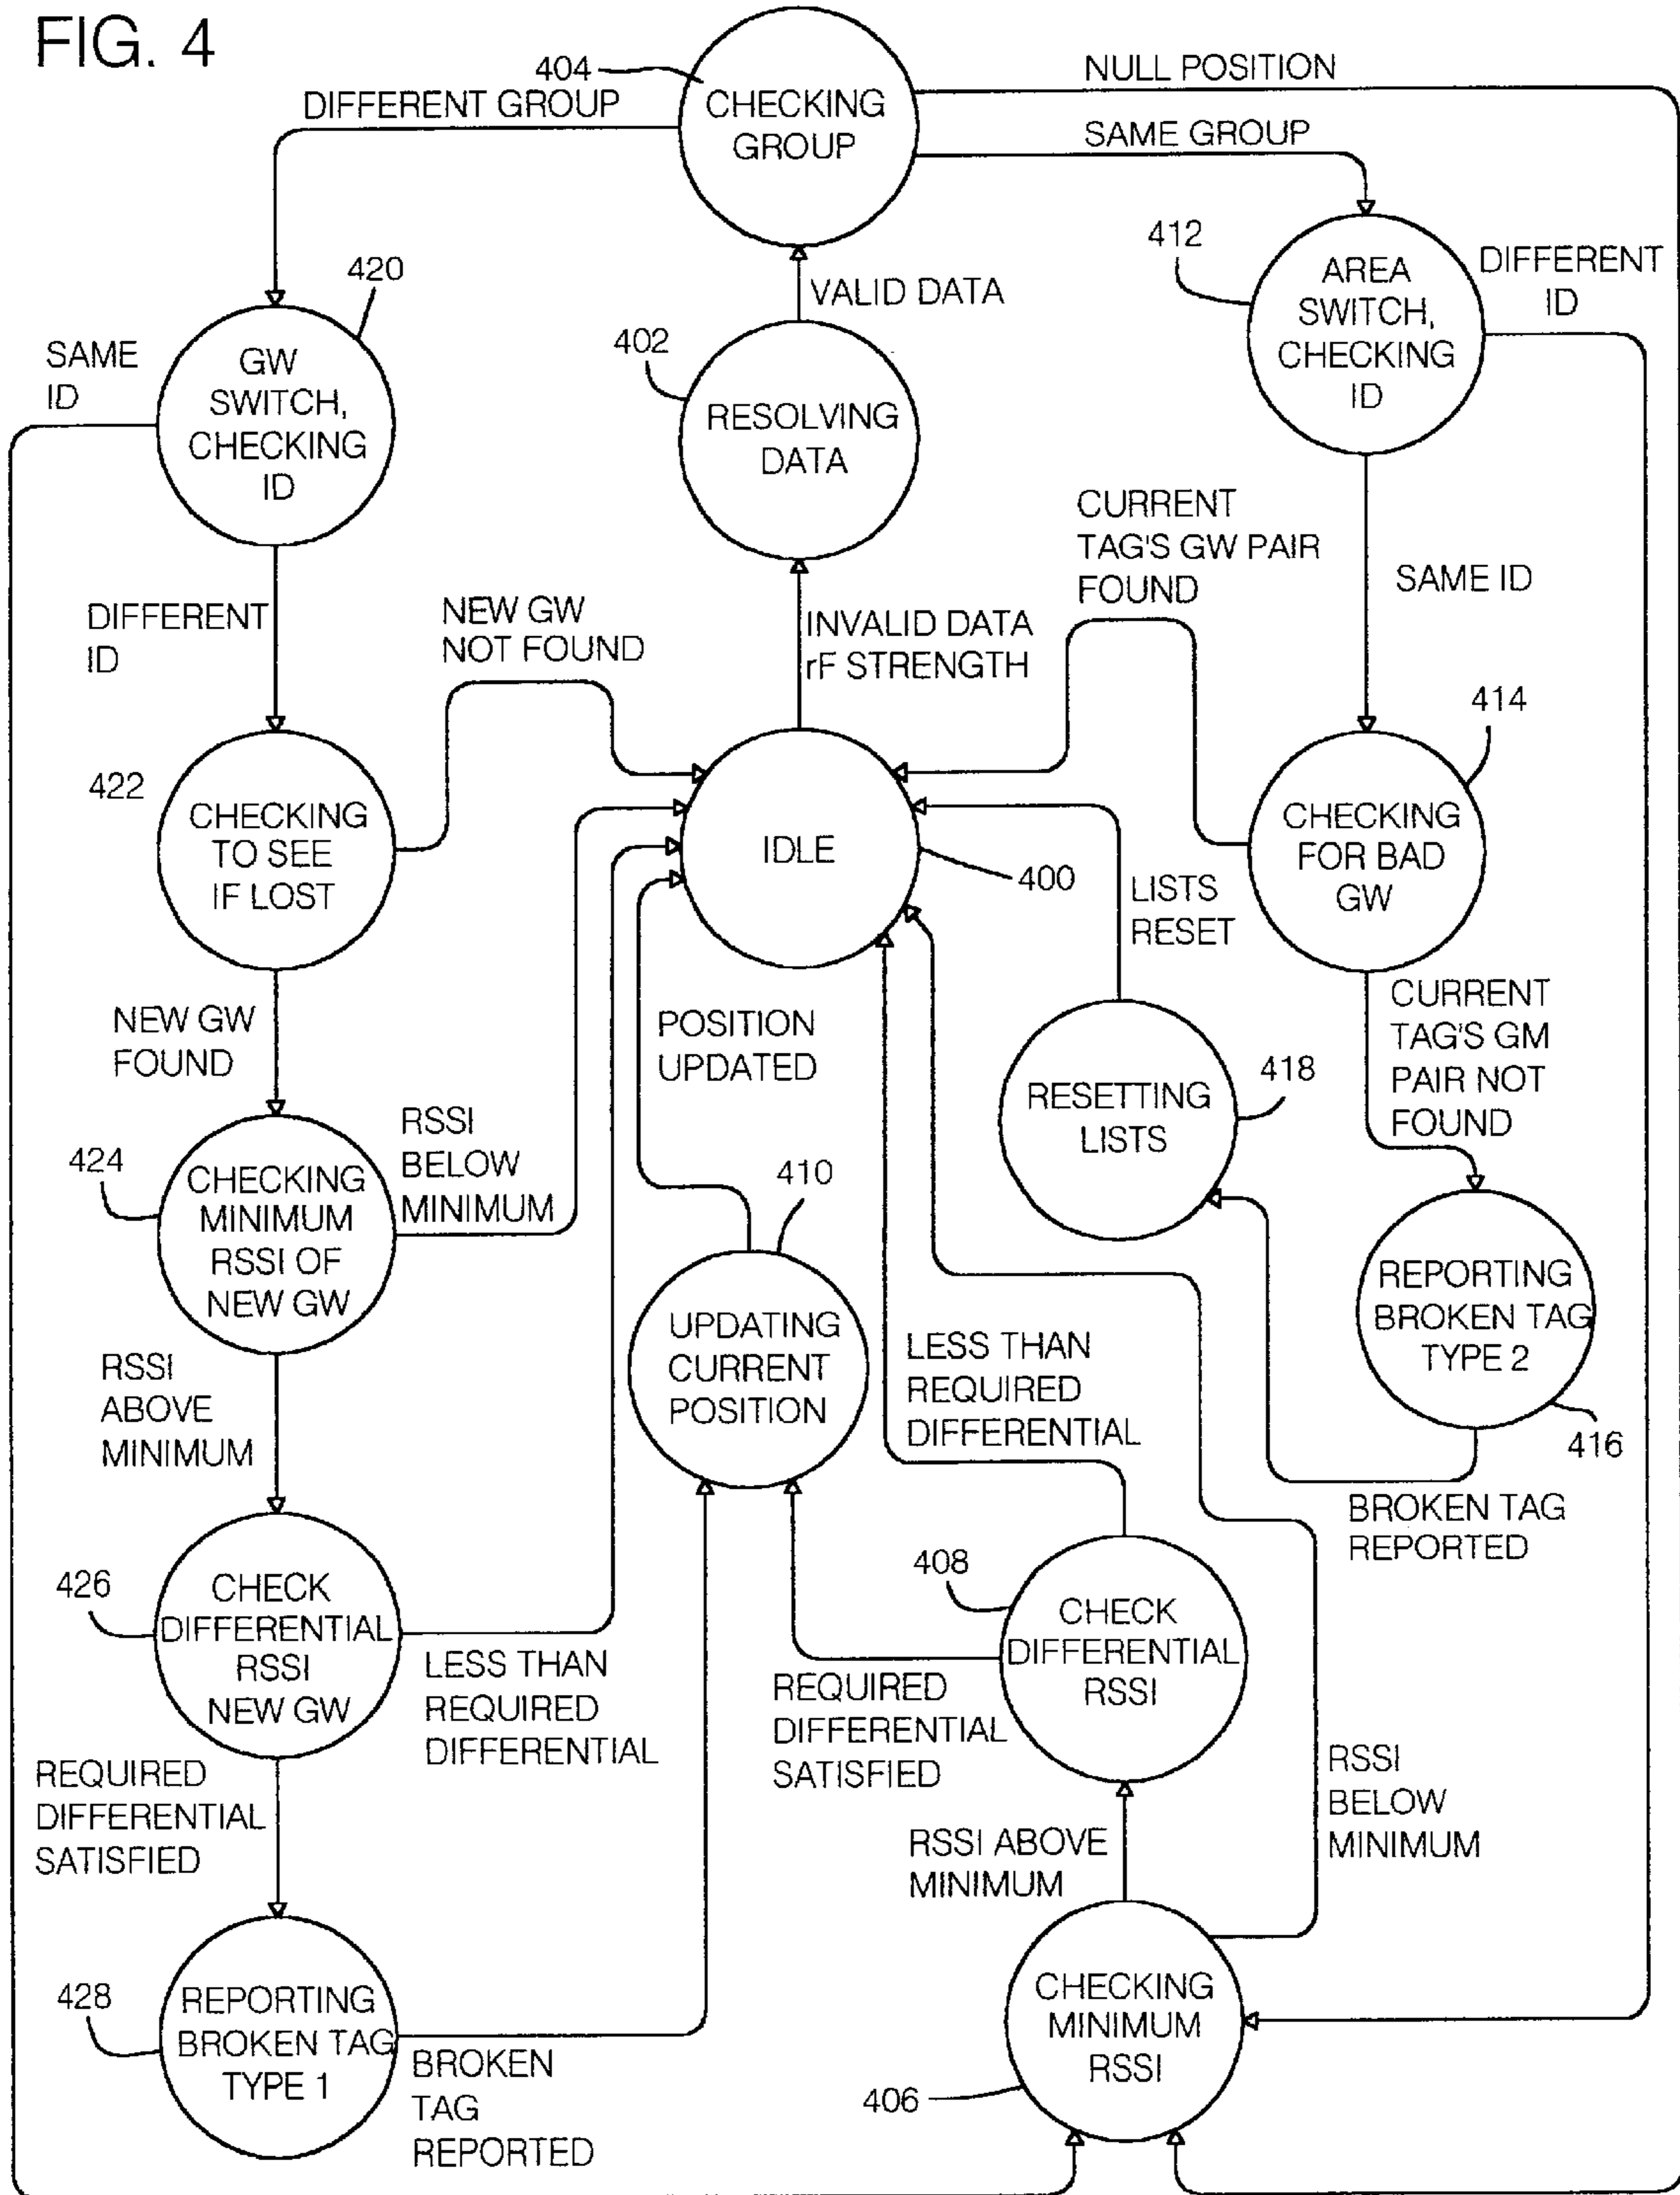 FIG. 4
404
CHECKING
GROUP
NULL POSITION
DIFFERENT GROUP
SAME GROUP
412
AREA
SWITCH,
CHECKING
ID
DIFFERENT
ID
420
GW
SWITCH,
CHECKING
ID
SAME
ID
VALID DATA
402
RESOLVING
DATA
CURRENT
TAG'S GW PAIR
FOUND
SAME ID
DIFFERENT
ID
NEW GW
NOT FOUND
INVALID DATA
rF STRENGTH
414
CHECKING
FOR BAD
GW
422
CHECKING
TO SEE
IF LOST
IDLE
400
LISTS
RESET
NEW GW
FOUND
POSITION
UPDATED
CURRENT
TAG'S GM
PAIR NOT
FOUND
RESETTING
LISTS
418
424
CHECKING
MINIMUM
RSSI OF
NEW GW
RSSI
BELOW
MINIMUM
410
UPDATING
CURRENT
POSITION
REPORTING
BROKEN TAG
TYPE 2
416
LESS THAN
REQUIRED
DIFFERENTIAL
RSSI
ABOVE
MINIMUM
BROKEN TAG
REPORTED
408
CHECK
DIFFERENTIAL
RSSI
426
CHECK
DIFFERENTIAL
RSSI
NEW GW
LESS THAN
REQUIRED
DIFFERENTIAL
REQUIRED
DIFFERENTIAL
SATISFIED
RSSI
BELOW
MINIMUM
REQUIRED
DIFFERENTIAL
SATISFIED
RSSI ABOVE
MINIMUM
428
REPORTING
BROKEN TAG
TYPE 1
BROKEN
TAG
REPORTED
CHECKING
MINIMUM
RSSI
406